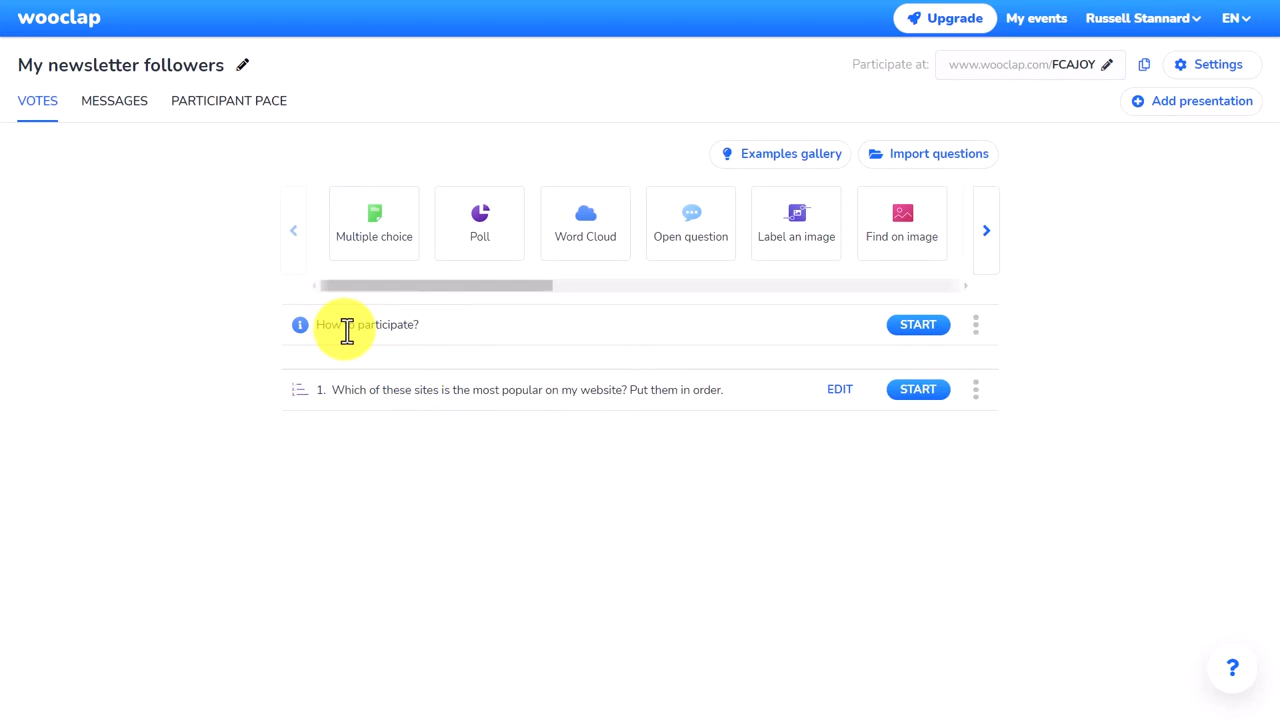 wooclap
Upgrade
My events
Russell Stannard
EN
My newsletter followers
Participate at:
www.wooclap.com/FCAJOY
Settings
VOTES
MESSAGES
PARTICIPANT PACE
Add presentation
Examples gallery
Import questions
Multiple choice
Poll
Word Cloud
Open question
Label an image
Find on image
How to participate?
START
1. Which of these sites is the most popular on my website? Put them in order.
EDIT
START
?